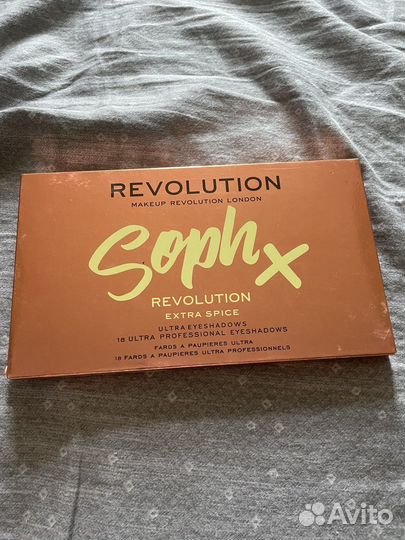 REVOLUTION
MAKEUP REVOLUTION LONDON
Soph X
REVOLUTION
EXTRA SPICE
ULTRA EYESHADOWS
18 ULTRA PROFESSIONAL EYESHADOWS
FARDS A PAUPIERES ULTRA
18 FARDS A PAUPIERES ULTRA PROFESSIONNELS
Avito